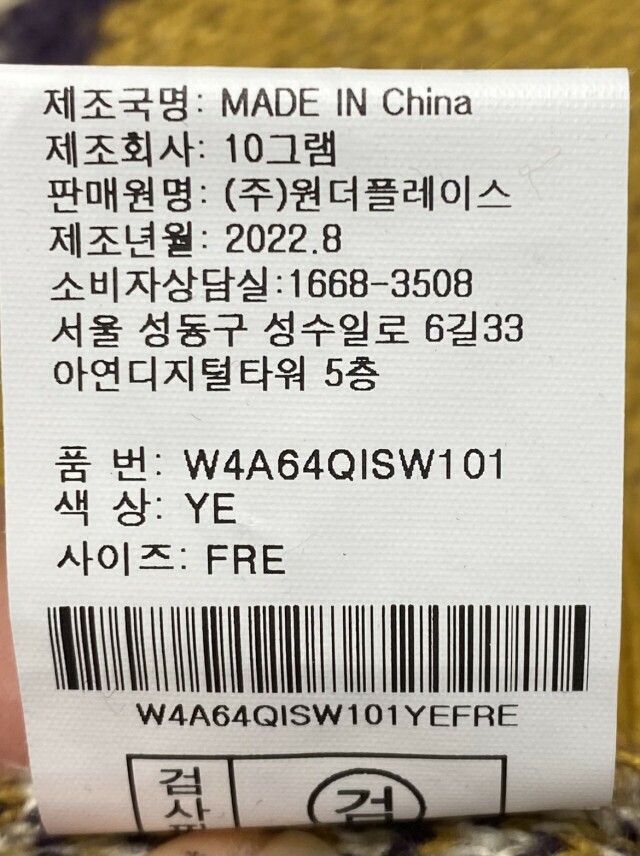 제조국명: MADE IN China
제조회사: 10그램
판매원명: (주)원더플레이스
제조년월: 2022.8
소비자상담실:1668-3508
서울 성동구 성수일로 6길33
아연디지털타워 5층
품 번: W4A64QISW101
색 상: YE
사이즈: FRE
W4A64QISW101YEFRE
검사
검